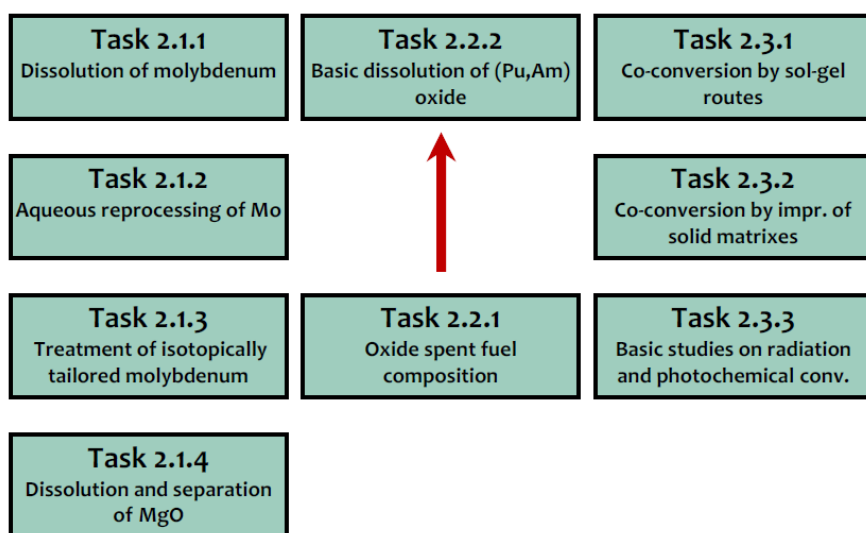 Task 2.1.1
Dissolution of molybdenum
Task 2.2.2
Basic dissolution of (Pu,Am)
oxide
Task 2.3.1
Co-conversion by sol-gel
routes
Task 2.1.2
Aqueous reprocessing of Mo
Task 2.3.2
Co-conversion by impr. of
solid matrixes
Task 2.1.3
Treatment of isotopically
tailored molybdenum
Task 2.2.1
Oxide spent fuel
composition
Task 2.3.3
Basic studies on radiation
and photochemical conv.
Task 2.1.4
Dissolution and separation
of MgO